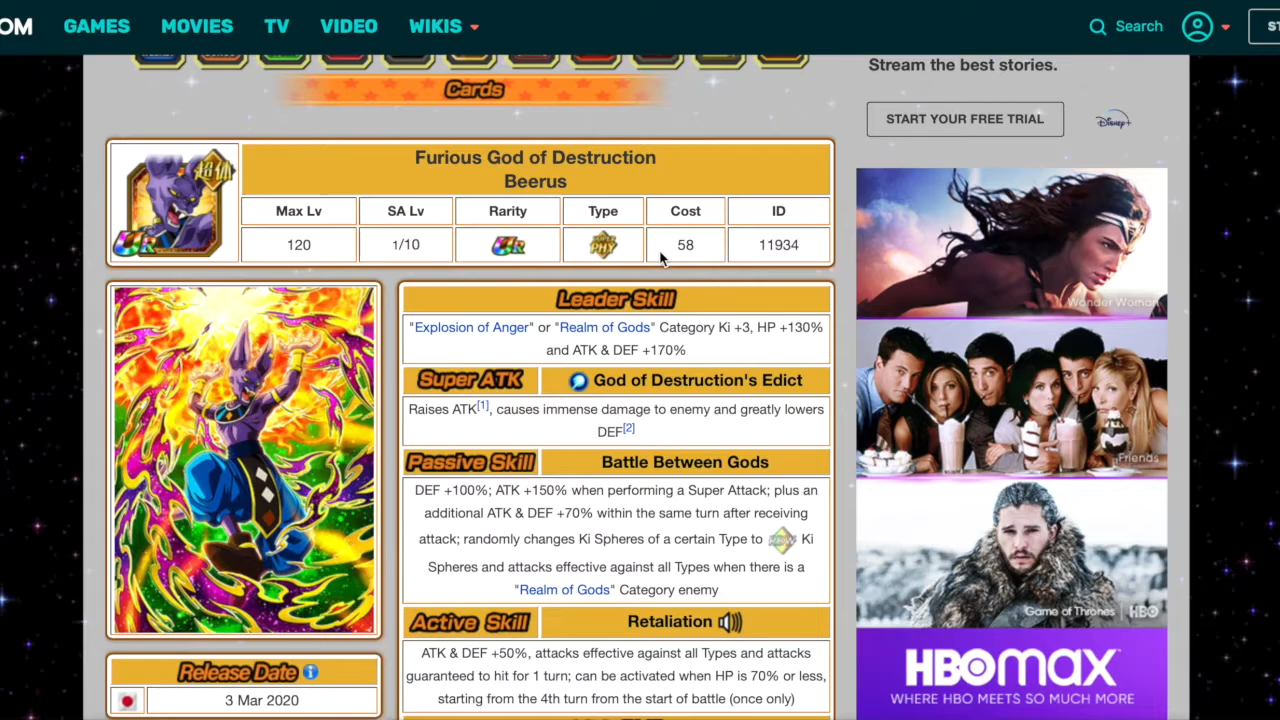 OM GAMES MOVIES TV VIDEO WIKIS Search ST
Cards
Stream the best stories.
START YOUR FREE TRIAL Disney+
Furious God of Destruction
Beerus
Max Lv SA Lv Rarity Type Cost ID
120 1/10 UR SUPER PHY 58 11934
超体
UR
Leader Skill
"Explosion of Anger" or "Realm of Gods" Category Ki +3, HP +130%
and ATK & DEF +170%
Super ATK God of Destruction's Edict
Raises ATK[1], causes immense damage to enemy and greatly lowers
DEF[2]
Passive Skill Battle Between Gods
DEF +100%; ATK +150% when performing a Super Attack; plus an
additional ATK & DEF +70% within the same turn after receiving
attack; randomly changes Ki Spheres of a certain Type to Ki
Spheres and attacks effective against all Types when there is a
"Realm of Gods" Category enemy
Active Skill Retaliation
ATK & DEF +50%, attacks effective against all Types and attacks
guaranteed to hit for 1 turn; can be activated when HP is 70% or less,
starting from the 4th turn from the start of battle (once only)
Release Date
3 Mar 2020
Wonder Woman
Friends
Game of Thrones | HBO
HBOmax
WHERE HBO MEETS SO MUCH MORE